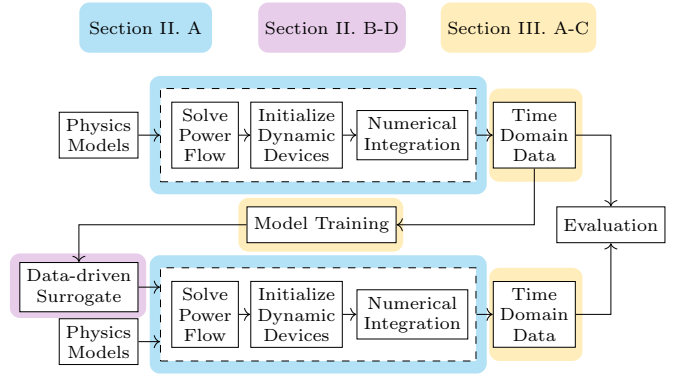 Section II. A
Section II. B-D
Section III. A-C
Physics
Models
Solve
Power
Flow
Initialize
Dynamic
Devices
Numerical
Integration
Time
Domain
Data
Model Training
Evaluation
Data-driven
Surrogate
Physics
Models
Solve
Power
Flow
Initialize
Dynamic
Devices
Numerical
Integration
Time
Domain
Data